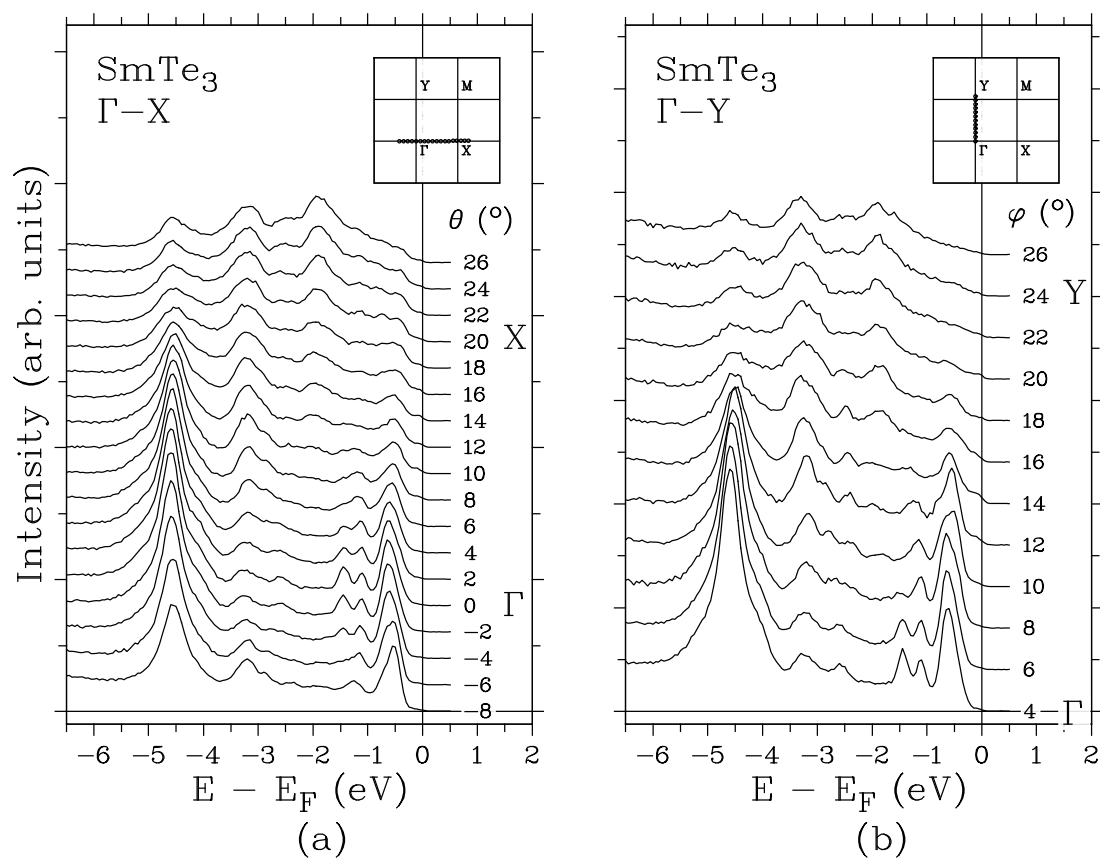 SmTe3
Γ−X
Y M
Γ X
θ (°)
26
24
22
20 X
18
16
14
12
10
8
6
4
2
0 Γ
−2
−4
−6
−8
Intensity (arb. units)
−6 −5 −4 −3 −2 −1 0 1 2
E − EF (eV)
(a)
SmTe3
Γ−Y
Y M
Γ X
φ (°)
26
24 Y
22
20
18
16
14
12
10
8
6
4 Γ
−6 −5 −4 −3 −2 −1 0 1 2
E − EF (eV)
(b)